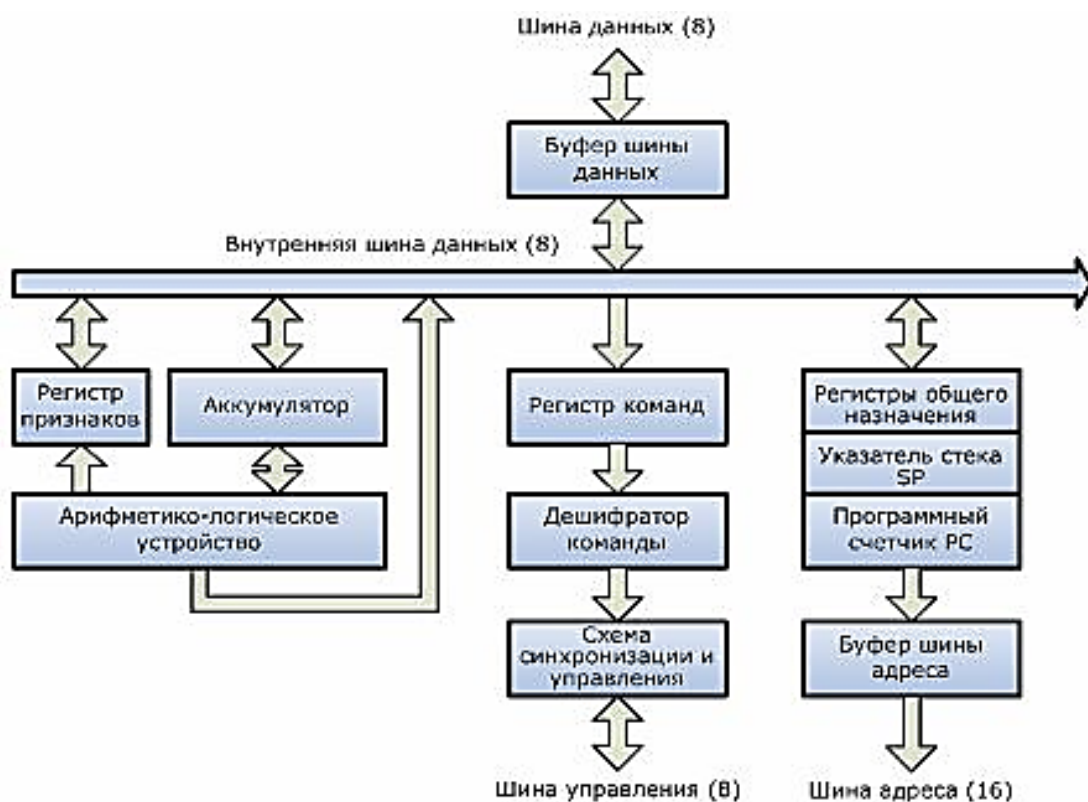 Шина данных (8)
Буфер шины
данных
Внутренняя шина данных (8)
Регистр
признаков
Аккумулятор
Регистр команд
Регистры общего
назначения
Указатель стека
SP
Арифметико-логическое
устройство
Дешифратор
команды
Программный
счетчик PC
Схема
синхронизации и
управления
Буфер шины
адреса
Шина управления (8)
Шина адреса (16)